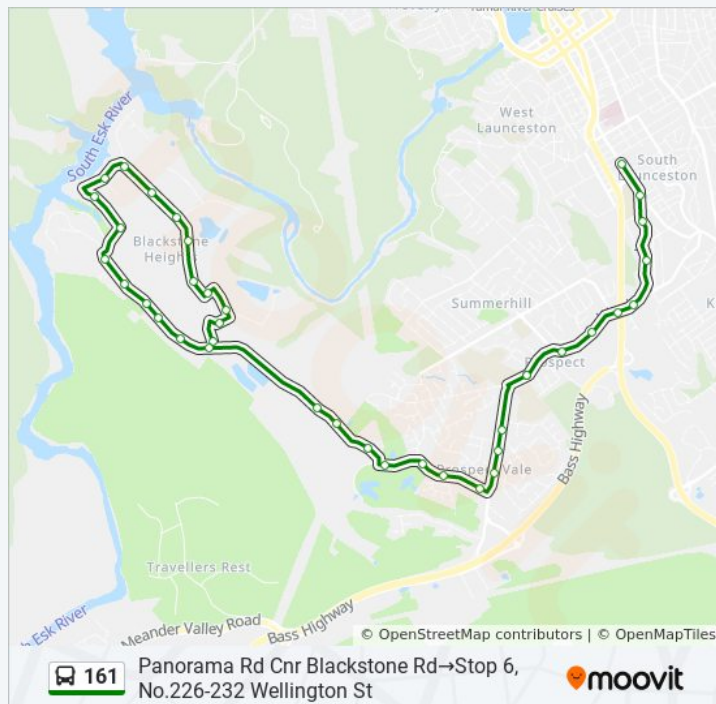 Tamar River Cruises
South Esk River
West
Launceston
South
Launceston
Blackstone
Heights
Summerhill
Prospect
Bass Highway
Prospect Vale
Travellers Rest
South Esk River
Meander Valley Road
Bass Highway
© OpenStreetMap contributors | © OpenMapTiles
161
Panorama Rd Cnr Blackstone Rd→Stop 6,
No.226-232 Wellington St
moovit